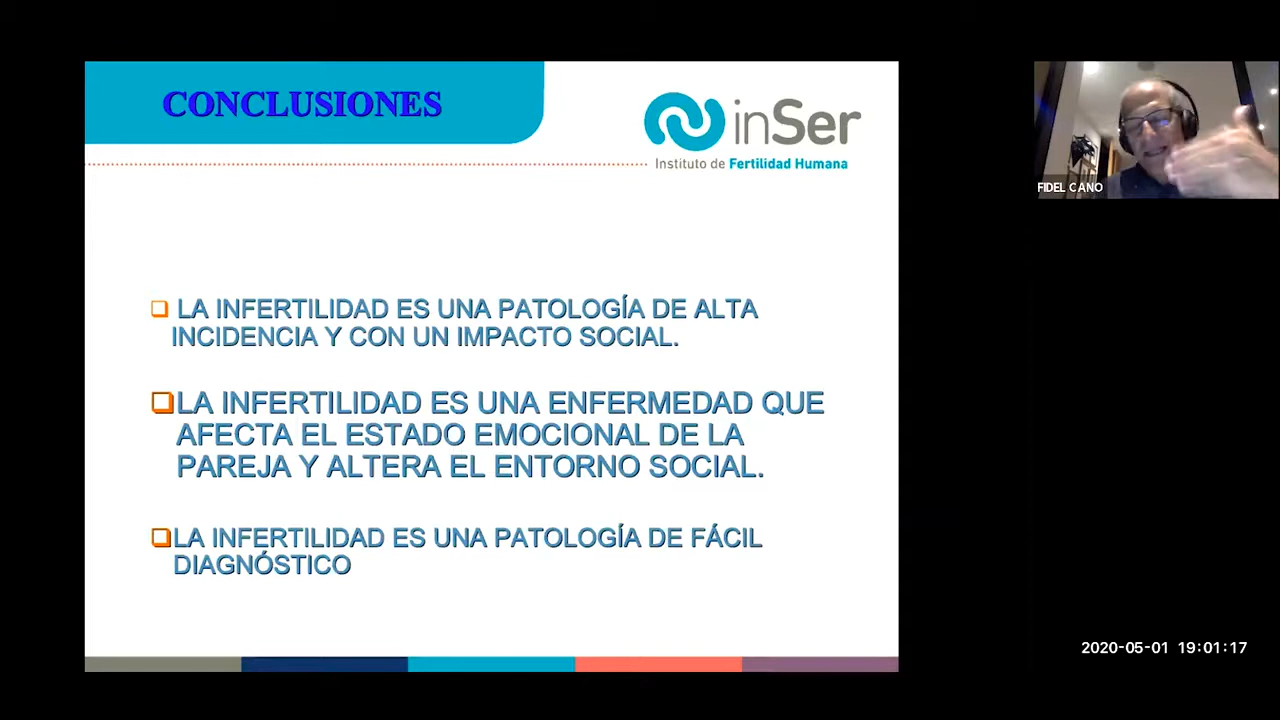 CONCLUSIONES
inSer
Instituto de Fertilidad Humana
FIDEL CANO
LA INFERTILIDAD ES UNA PATOLOGÍA DE ALTA
INCIDENCIA Y CON UN IMPACTO SOCIAL.
LA INFERTILIDAD ES UNA ENFERMEDAD QUE
AFECTA EL ESTADO EMOCIONAL DE LA
PAREJA Y ALTERA EL ENTORNO SOCIAL.
LA INFERTILIDAD ES UNA PATOLOGÍA DE FÁCIL
DIAGNÓSTICO
2020-05-01 19:01:17